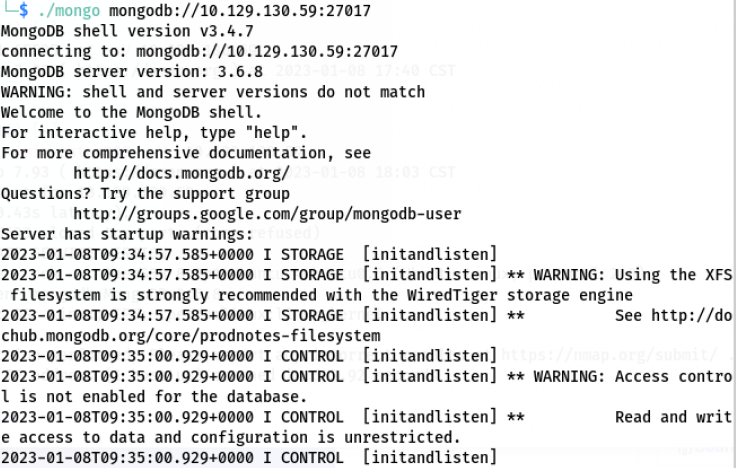 └─$ ./mongo mongodb://10.129.130.59:27017
MongoDB shell version v3.4.7
connecting to: mongodb://10.129.130.59:27017
MongoDB server version: 3.6.8
WARNING: shell and server versions do not match
Welcome to the MongoDB shell.
For interactive help, type "help".
For more comprehensive documentation, see
        http://docs.mongodb.org/
Questions? Try the support group
        http://groups.google.com/group/mongodb-user
Server has startup warnings:
2023-01-08T09:34:57.585+0000 I STORAGE  [initandlisten]
2023-01-08T09:34:57.585+0000 I STORAGE  [initandlisten] ** WARNING: Using the XFS
 filesystem is strongly recommended with the WiredTiger storage engine
2023-01-08T09:34:57.585+0000 I STORAGE  [initandlisten] **          See http://do
chub.mongodb.org/core/prodnotes-filesystem
2023-01-08T09:35:00.929+0000 I CONTROL  [initandlisten]
2023-01-08T09:35:00.929+0000 I CONTROL  [initandlisten] ** WARNING: Access contro
l is not enabled for the database.
2023-01-08T09:35:00.929+0000 I CONTROL  [initandlisten] **          Read and writ
e access to data and configuration is unrestricted.
2023-01-08T09:35:00.929+0000 I CONTROL  [initandlisten]